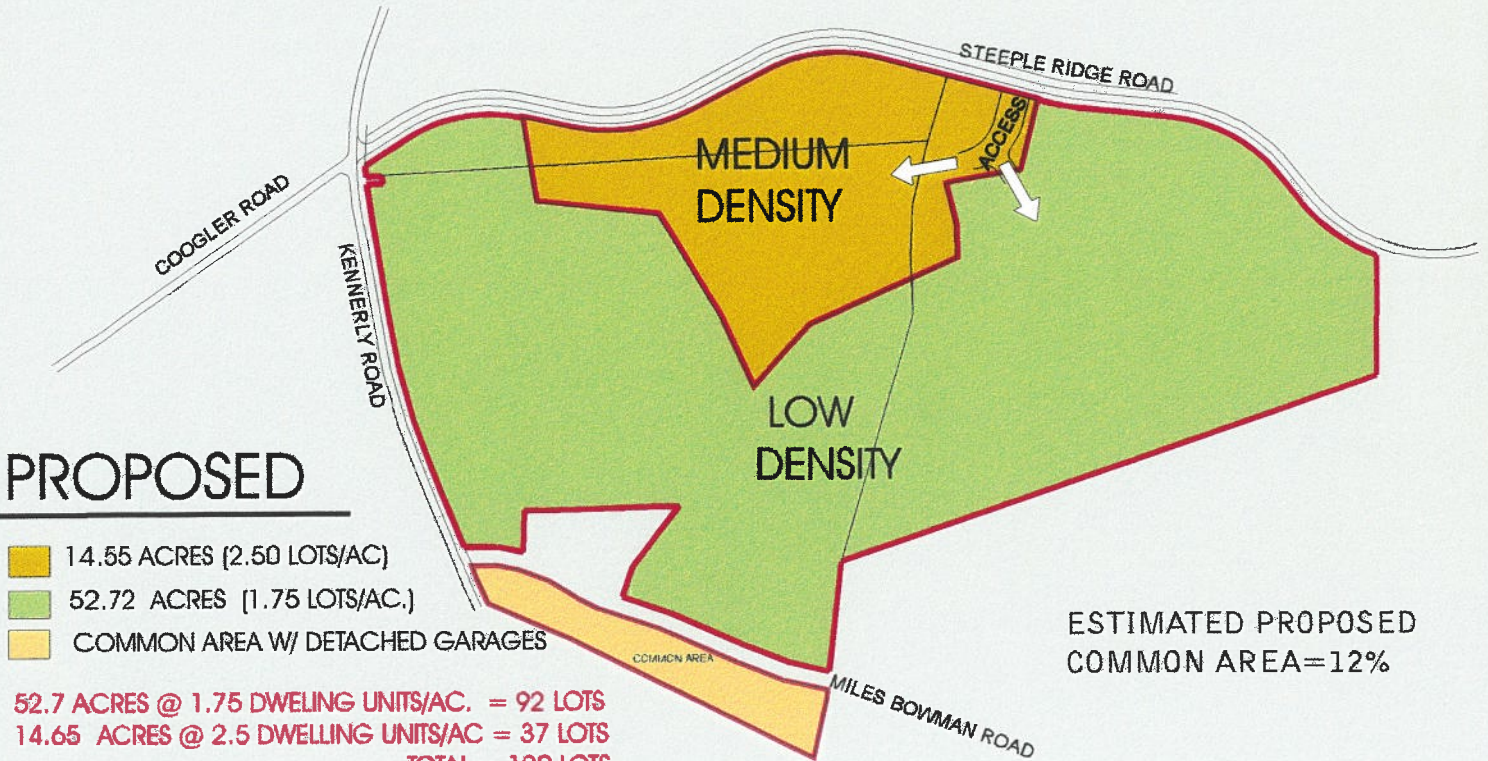 STEEPLE RIDGE ROAD
ACCESS
MEDIUM
DENSITY
COOGLER ROAD
KENNERLY ROAD
LOW
DENSITY
PROPOSED
14.55 ACRES (2.50 LOTS/AC)
52.72 ACRES (1.75 LOTS/AC.)
COMMON AREA W/ DETACHED GARAGES
COMMON AREA
ESTIMATED PROPOSED
COMMON AREA=12%
MILES BOWMAN ROAD
52.7 ACRES @ 1.75 DWELING UNITS/AC. = 92 LOTS
14.65 ACRES @ 2.5 DWELLING UNITS/AC = 37 LOTS